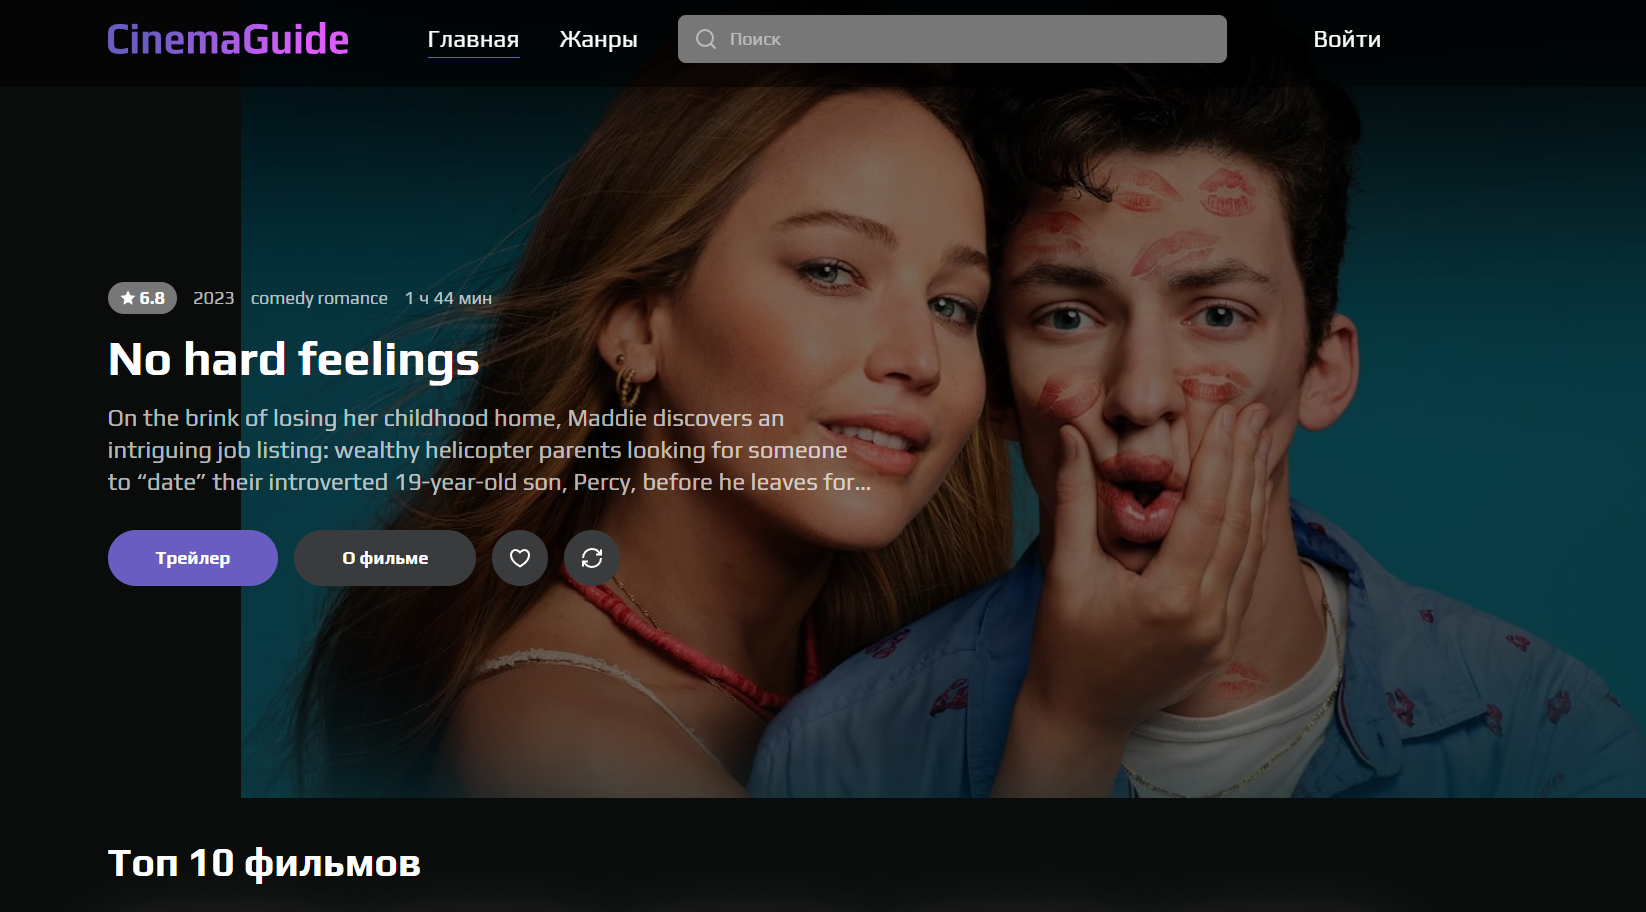 CinemaGuide
Главная
Жанры
Поиск
Войти
6.8 2023 comedy romance 1 ч 44 мин
No hard feelings
On the brink of losing her childhood home, Maddie discovers an
intriguing job listing: wealthy helicopter parents looking for someone
to “date” their introverted 19-year-old son, Percy, before he leaves for...
Трейлер
О фильме
Топ 10 фильмов